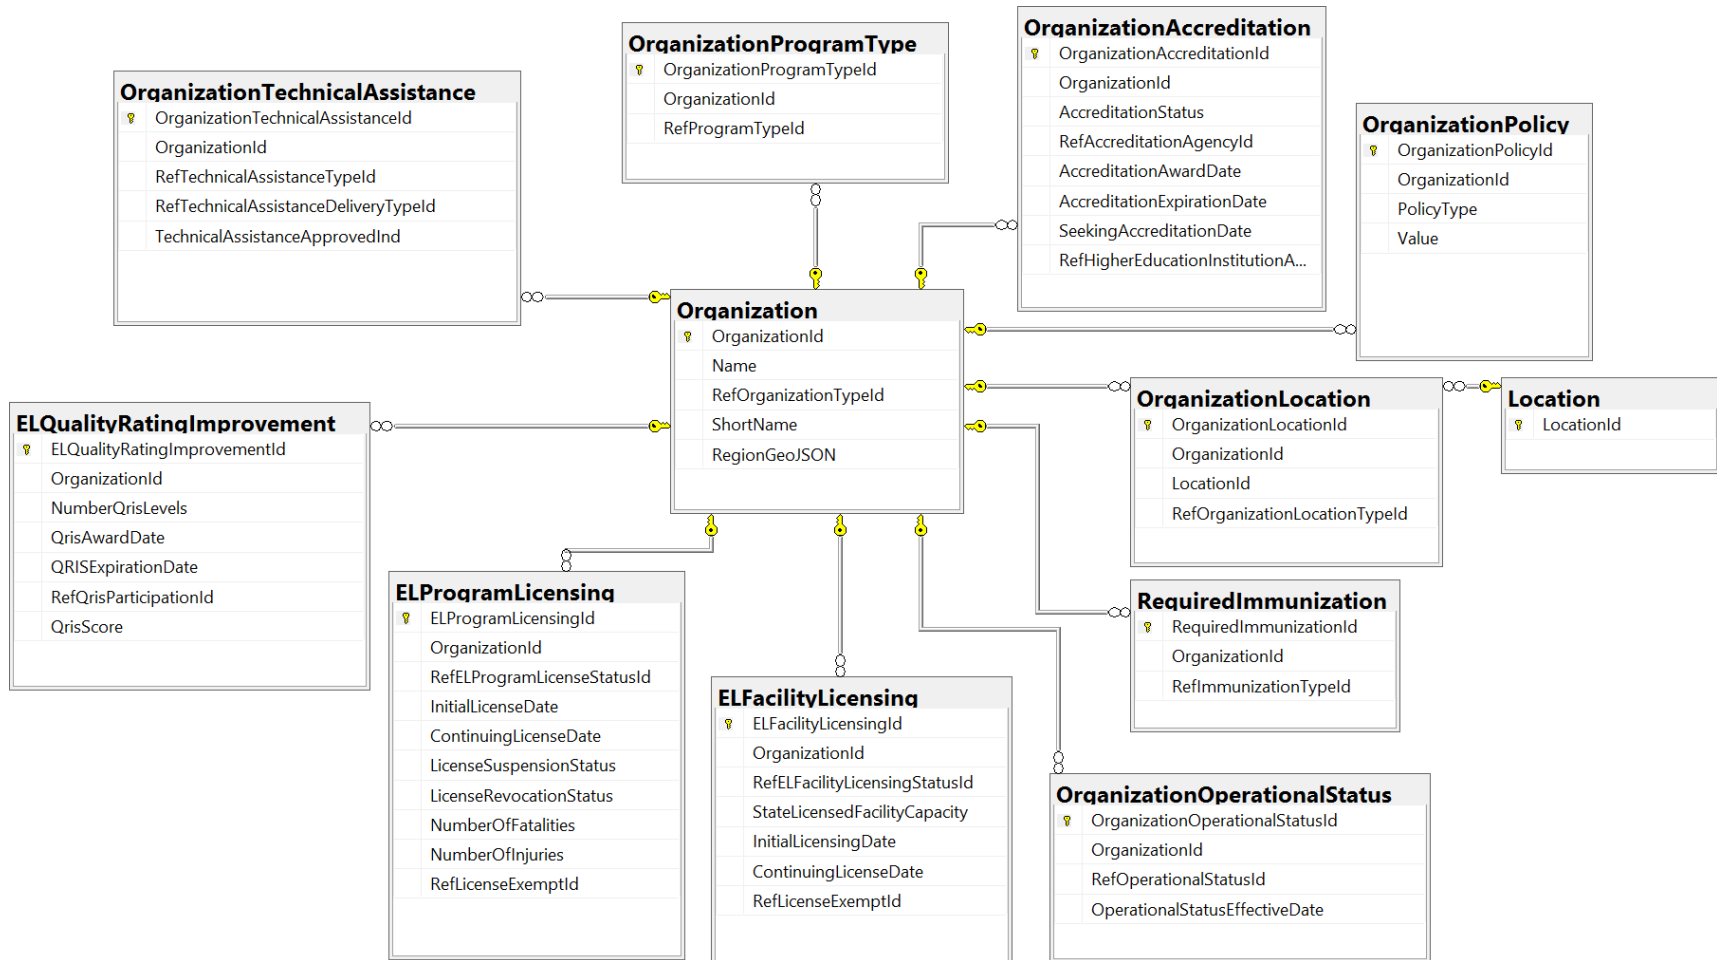 OrganizationTechnicalAssistance
OrganizationTechnicalAssistanceId
OrganizationId
RefTechnicalAssistanceTypeId
RefTechnicalAssistanceDeliveryTypeId
TechnicalAssistanceApprovedInd
OrganizationProgramType
OrganizationProgramTypeId
OrganizationId
RefProgramTypeId
OrganizationAccreditation
OrganizationAccreditationId
OrganizationId
AccreditationStatus
RefAccreditationAgencyId
AccreditationAwardDate
AccreditationExpirationDate
SeekingAccreditationDate
RefHigherEducationInstitutionA...
OrganizationPolicy
OrganizationPolicyId
OrganizationId
PolicyType
Value
Organization
OrganizationId
Name
RefOrganizationTypeId
ShortName
RegionGeoJSON
OrganizationLocation
OrganizationLocationId
OrganizationId
LocationId
RefOrganizationLocationTypeId
Location
LocationId
ELQualityRatingImprovement
ELQualityRatingImprovementId
OrganizationId
NumberQrisLevels
QrisAwardDate
QRISExpirationDate
RefQrisParticipationId
QrisScore
ELProgramLicensing
ELProgramLicensingId
OrganizationId
RefELProgramLicenseStatusId
InitialLicenseDate
ContinuingLicenseDate
LicenseSuspensionStatus
LicenseRevocationStatus
NumberOfFatalities
NumberOfInjuries
RefLicenseExemptId
ELFacilityLicensing
ELFacilityLicensingId
OrganizationId
RefELFacilityLicensingStatusId
StateLicensedFacilityCapacity
InitialLicensingDate
ContinuingLicenseDate
RefLicenseExemptId
RequiredImmunization
RequiredImmunizationId
OrganizationId
RefImmunizationTypeId
OrganizationOperationalStatus
OrganizationOperationalStatusId
OrganizationId
RefOperationalStatusId
OperationalStatusEffectiveDate